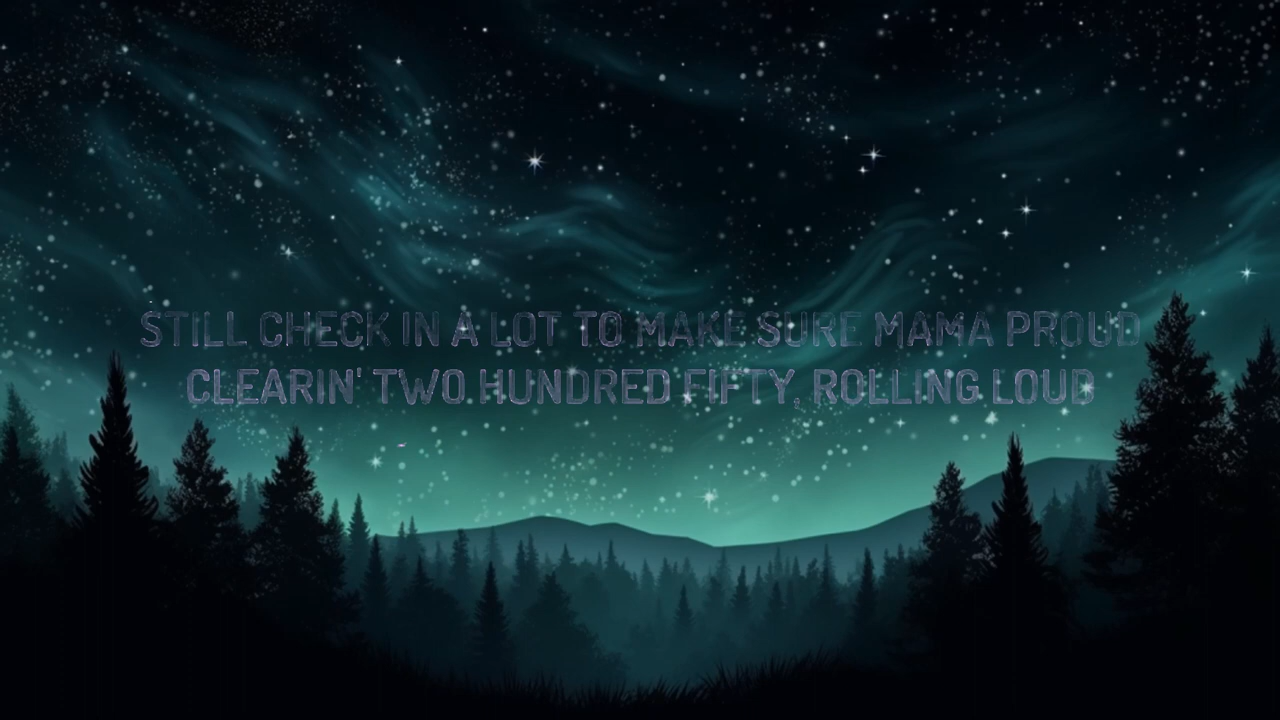 STILL CHECK IN A LOT TO MAKE SURE MAMA PROUD
CLEARIN' TWO HUNDRED FIFTY, ROLLING LOUD